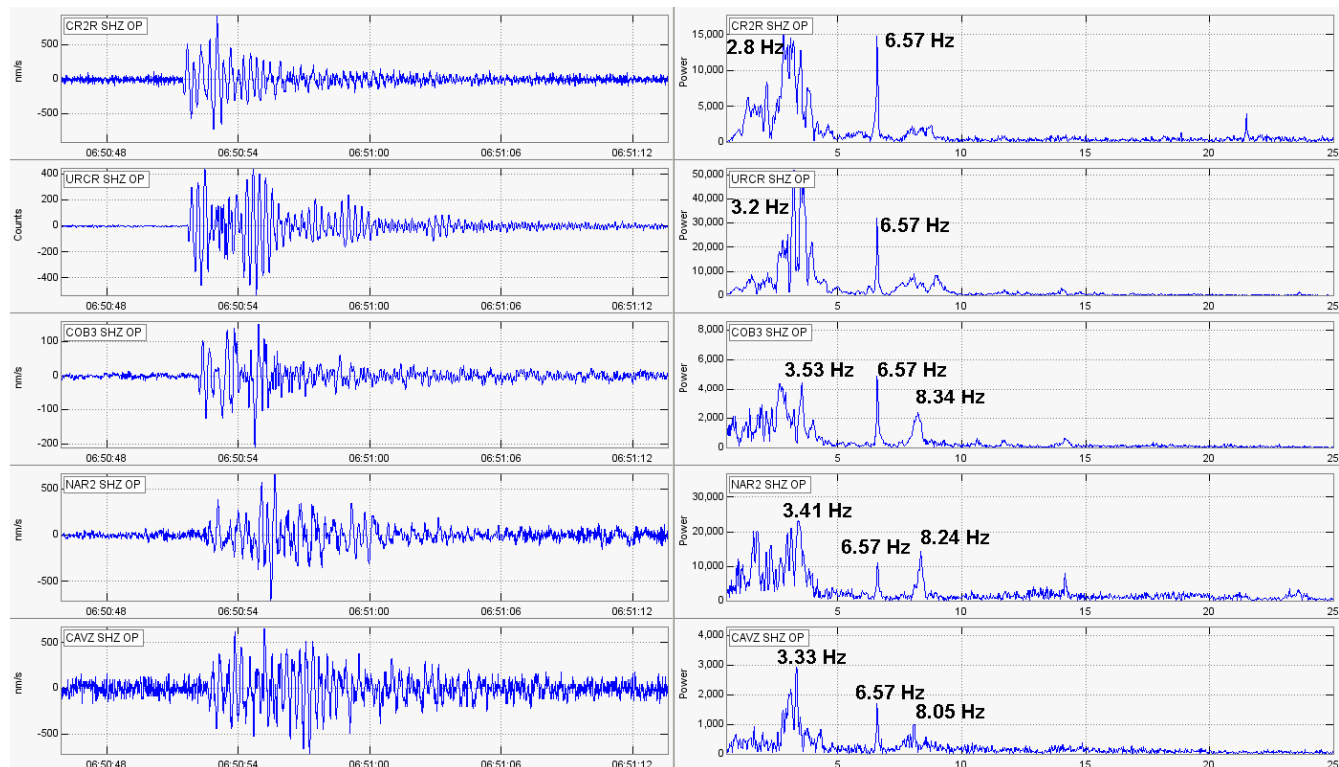 CR2R SHZ OP
500
0
-500
nm/s
06:50:48 06:50:54 06:51:00 06:51:06 06:51:12
CR2R SHZ OP
15,000
10,000
5,000
0
Power
2.8 Hz
6.57 Hz
5 10 15 20 25
URCR SHZ OP
400
200
0
-200
-400
Counts
06:50:48 06:50:54 06:51:00 06:51:06 06:51:12
URCR SHZ OP
50,000
40,000
30,000
20,000
10,000
0
Power
3.2 Hz
6.57 Hz
5 10 15 20 25
COB3 SHZ OP
100
0
-100
-200
nm/s
06:50:48 06:50:54 06:51:00 06:51:06 06:51:12
COB3 SHZ OP
8,000
6,000
4,000
2,000
0
Power
3.53 Hz
6.57 Hz
8.34 Hz
5 10 15 20 25
NAR2 SHZ OP
500
0
-500
nm/s
06:50:48 06:50:54 06:51:00 06:51:06 06:51:12
NAR2 SHZ OP
30,000
20,000
10,000
0
Power
3.41 Hz
6.57 Hz
8.24 Hz
5 10 15 20 25
CAVZ SHZ OP
500
0
-500
nm/s
06:50:48 06:50:54 06:51:00 06:51:06 06:51:12
CAVZ SHZ OP
4,000
3,000
2,000
1,000
0
Power
3.33 Hz
6.57 Hz
8.05 Hz
5 10 15 20 25